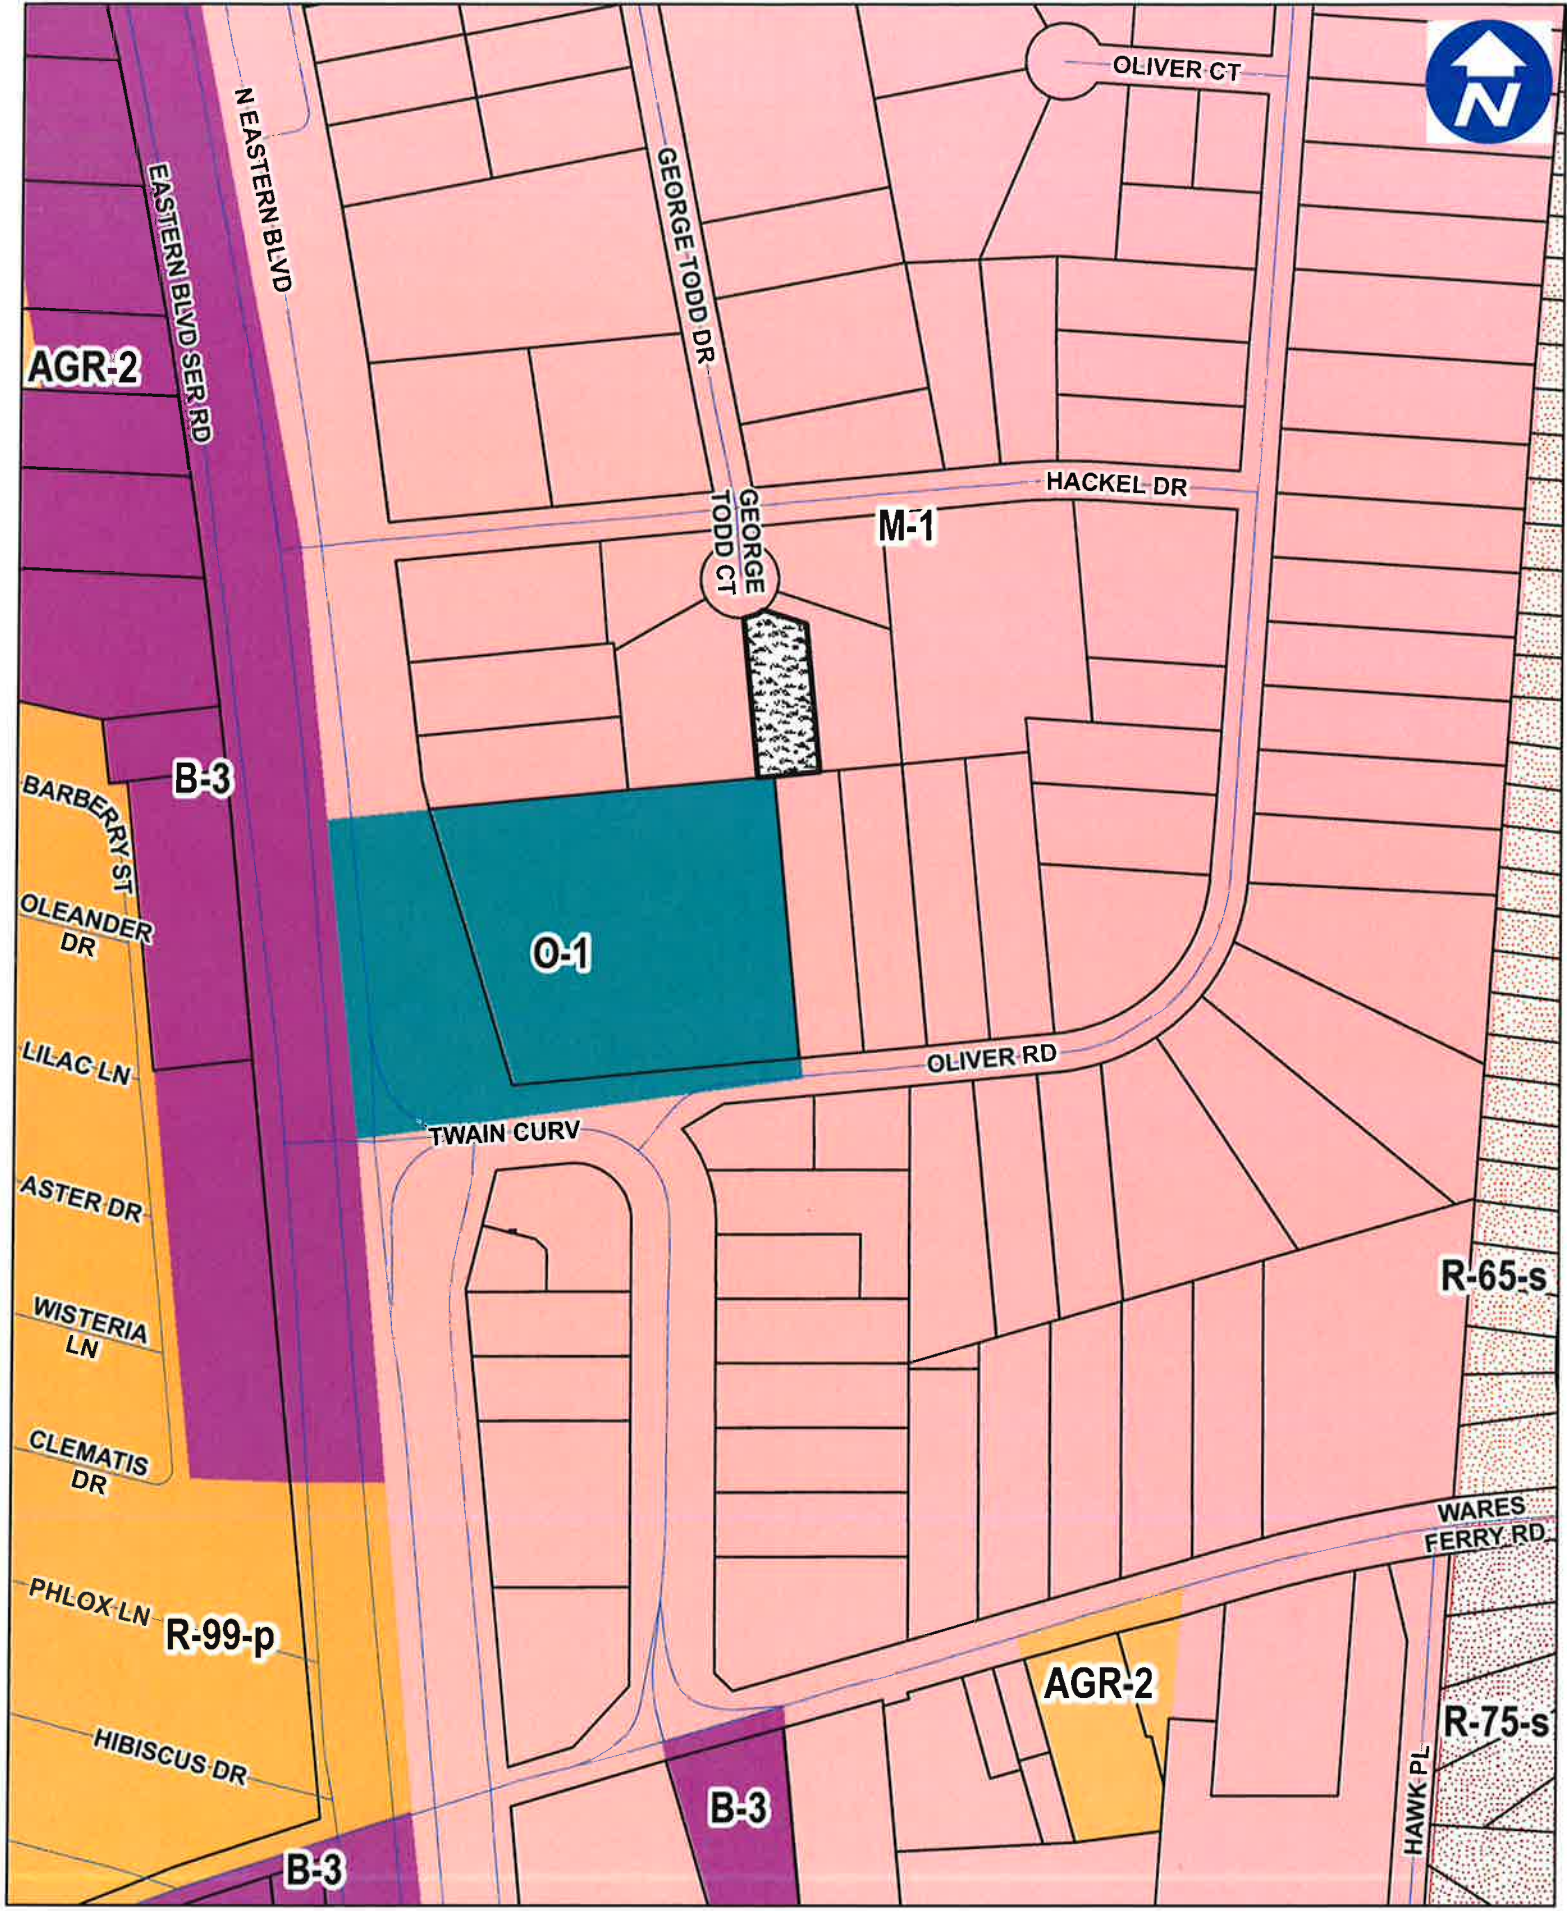 OLIVER CT
N
N EASTERN BLVD
EASTERN BLVD SER RD
GEORGE TODD DR
AGR-2
HACKEL DR
GEORGE
TODD CT
M-1
B-3
BARBERRY ST
OLEANDER
DR
O-1
LILAC LN
OLIVER RD
TWAIN CURV
ASTER DR
R-65-s
WISTERIA
LN
CLEMATIS
DR
WARES
FERRY RD
PHLOX LN
R-99-p
AGR-2
R-75-s
HIBISCUS DR
HAWK PL
B-3
B-3